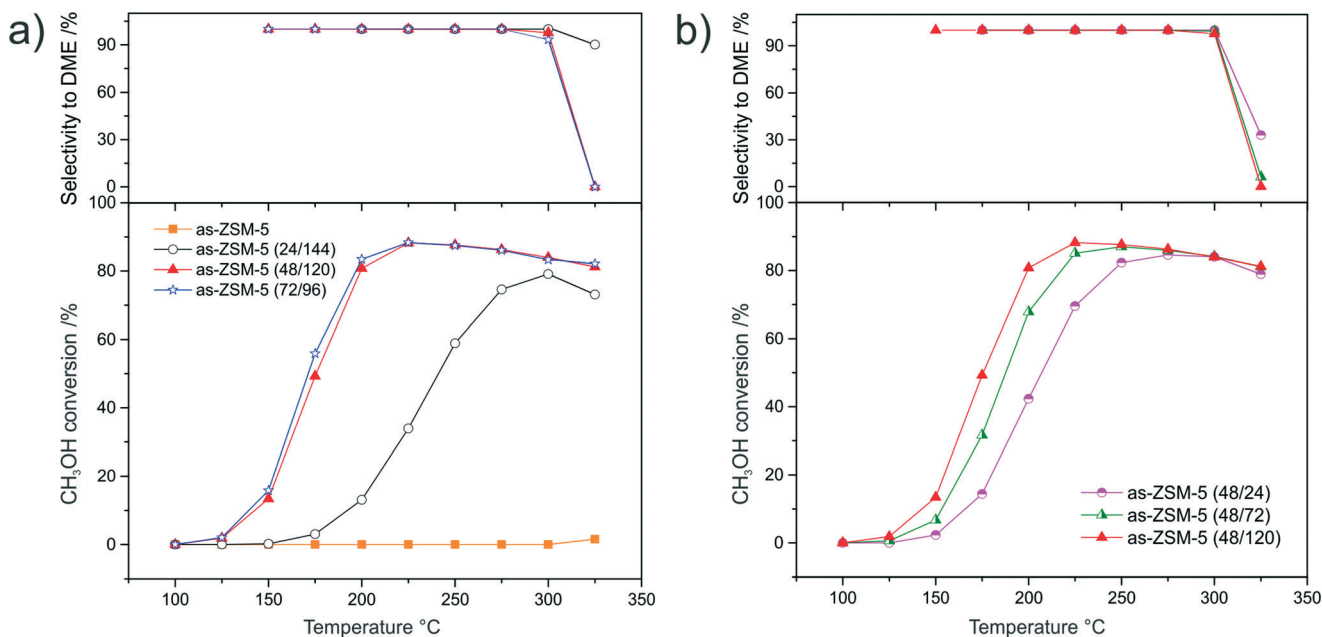 a)
Selectivity to DME /%
90
60
30
0
100
80
60
40
20
0
CH₃OH conversion /%
as-ZSM-5
as-ZSM-5 (24/144)
as-ZSM-5 (48/120)
as-ZSM-5 (72/96)
100 150 200 250 300 350
Temperature °C
b)
Selectivity to DME /%
90
60
30
0
100
80
60
40
20
0
CH₃OH conversion /%
as-ZSM-5 (48/24)
as-ZSM-5 (48/72)
as-ZSM-5 (48/120)
100 150 200 250 300 350
Temperature °C